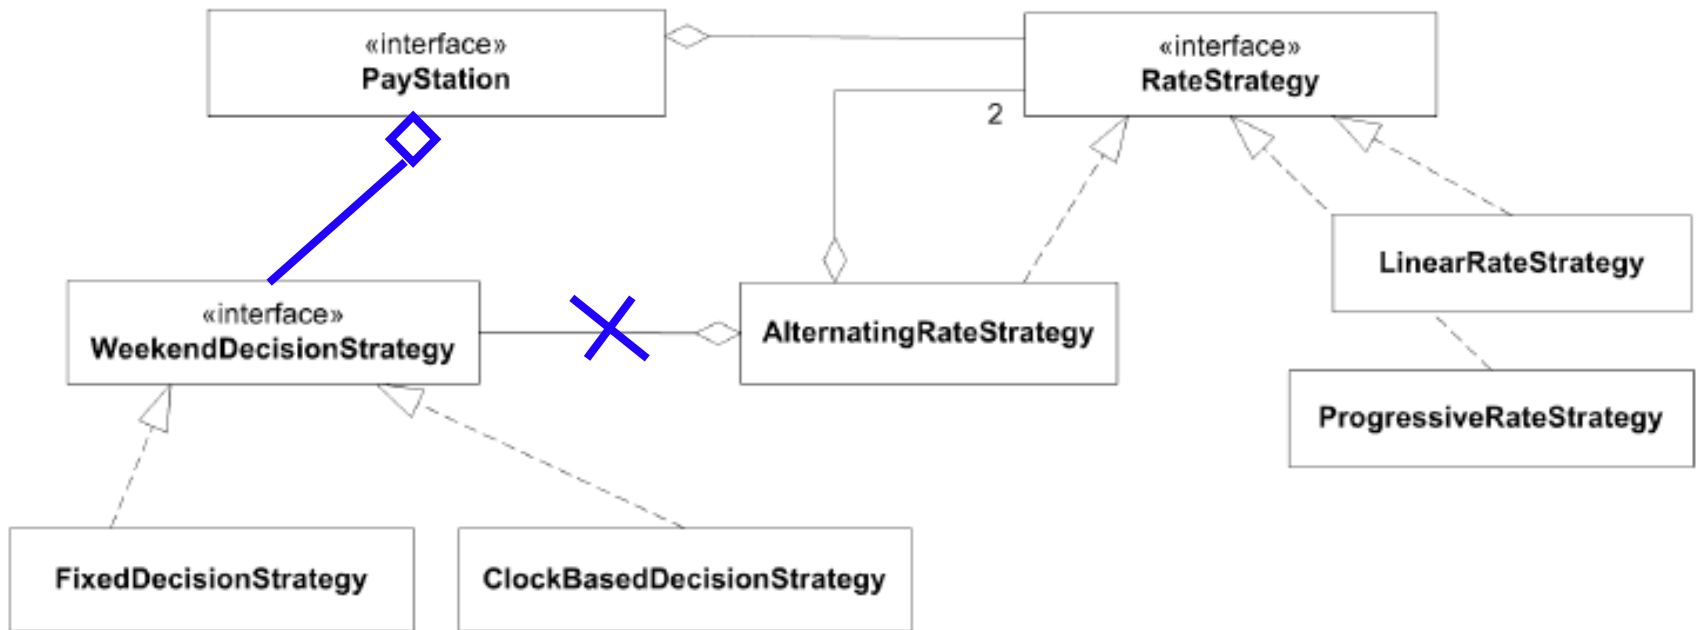 «interface»
PayStation
«interface»
RateStrategy
2
LinearRateStrategy
«interface»
WeekendDecisionStrategy
AlternatingRateStrategy
ProgressiveRateStrategy
FixedDecisionStrategy
ClockBasedDecisionStrategy